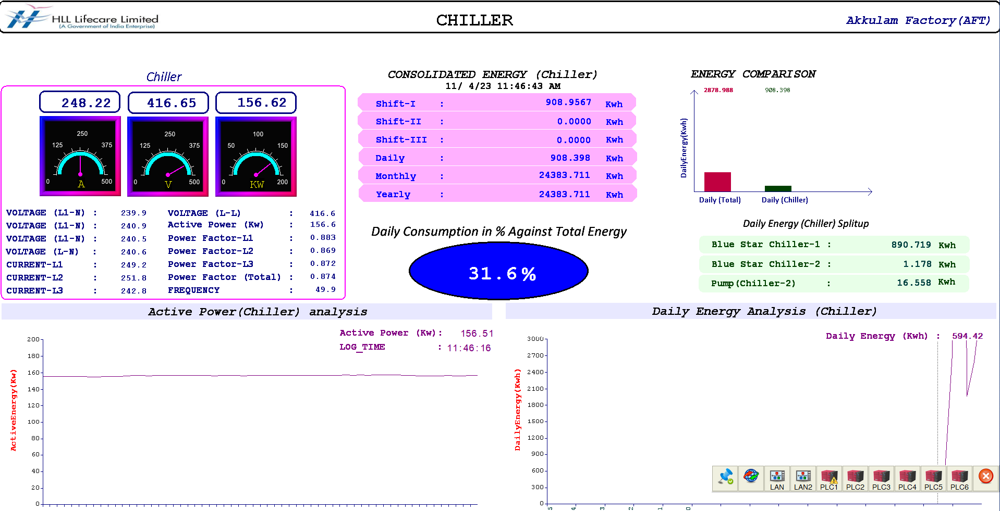 HLL Lifecare Limited
(A Government of India Enterprise)
CHILLER
Akkulam Factory(AFT)
Chiller
248.22 416.65 156.62
0 125 250 375 500 A
0 125 250 375 500 V
0 50 100 150 200 KW
VOLTAGE (L1-N) : 239.9 VOLTAGE (L-L) : 416.6
VOLTAGE (L1-N) : 240.9 Active Power (Kw) : 156.6
VOLTAGE (L1-N) : 240.5 Power Factor-L1 : 0.883
VOLTAGE (L-N) : 240.6 Power Factor-L2 : 0.869
CURRENT-L1 : 249.2 Power Factor-L3 : 0.872
CURRENT-L2 : 251.8 Power Factor (Total) : 0.874
CURRENT-L3 : 242.8 FREQUENCY : 49.9
CONSOLIDATED ENERGY (Chiller)
11/ 4/23 11:46:43 AM
Shift-I : 908.9567 Kwh
Shift-II : 0.0000 Kwh
Shift-III : 0.0000 Kwh
Daily : 908.398 Kwh
Monthly : 24383.711 Kwh
Yearly : 24383.711 Kwh
Daily Consumption in % Against Total Energy
31.6%
ENERGY COMPARISON
2878.988 908.398
DailyEnergy(Kwh)
Daily (Total) Daily (Chiller)
Daily Energy (Chiller) Splitup
Blue Star Chiller-1 : 890.719 Kwh
Blue Star Chiller-2 : 1.178 Kwh
Pump(Chiller-2) : 16.558 Kwh
Active Power(Chiller) analysis
Active Power (Kw): 156.51
LOG_TIME : 11:46:16
ActiveEnergy(Kw)
200
180
160
140
120
100
80
60
40
20
0
Daily Energy Analysis (Chiller)
Daily Energy (Kwh) : 594.42
DailyEnergy(Kwh)
3000
2700
2400
2100
1800
1500
1200
900
600
300
0
5 4 3 2 1 0
LAN LAN2 PLC1 PLC2 PLC3 PLC4 PLC5 PLC6